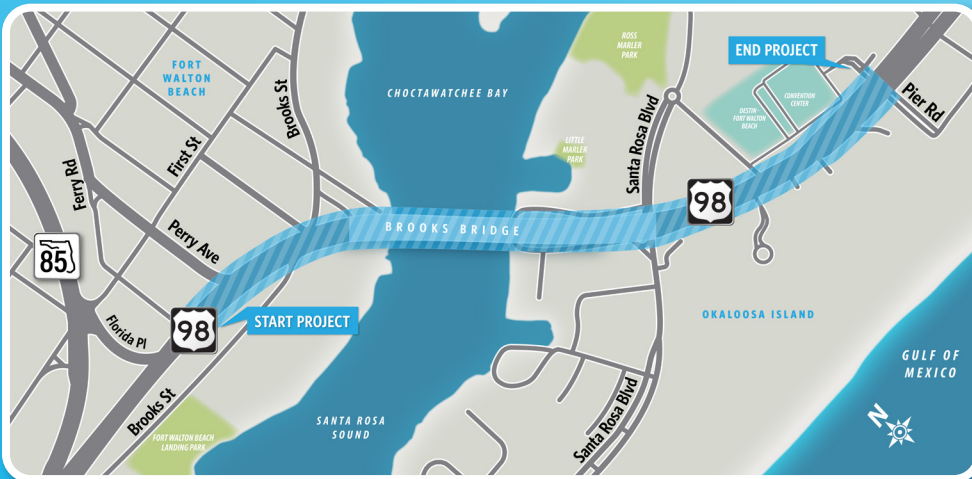 FORT
WALTON
BEACH
CHOCTAWATCHEE BAY
ROSS
MARLER
PARK
END PROJECT
DESTIN-
FORT WALTON
BEACH
CONVENTION
CENTER
Pier Rd
Brooks St
First St
Ferry Rd
LITTLE
MARLER
PARK
Santa Rosa Blvd
98
Perry Ave
BROOKS BRIDGE
85
98
START PROJECT
Florida Pl
OKALOOSA ISLAND
GULF OF
MEXICO
Brooks St
FORT WALTON BEACH
LANDING PARK
SANTA ROSA
SOUND
Santa Rosa Blvd
N